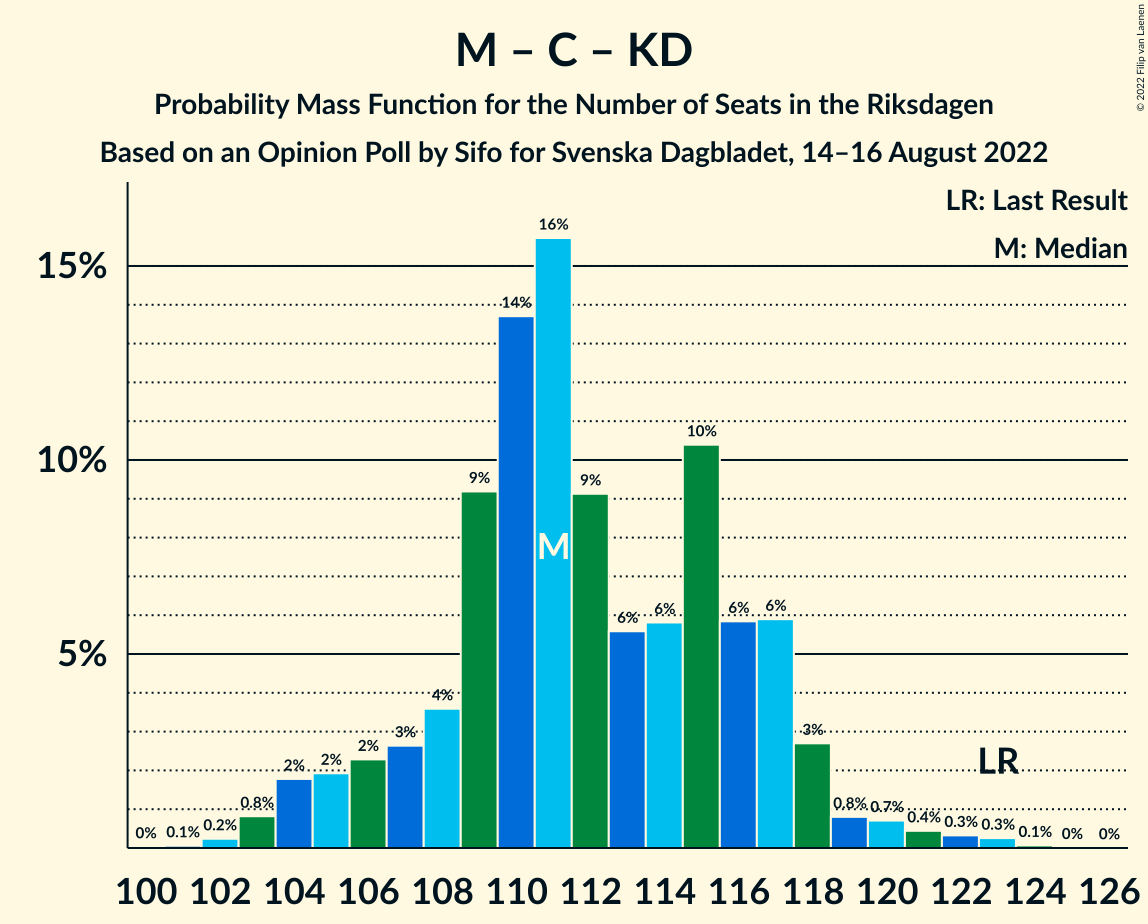 M – C – KD
Probability Mass Function for the Number of Seats in the Riksdagen
Based on an Opinion Poll by Sifo for Svenska Dagbladet, 14–16 August 2022
© 2022 Filip van Laenen
LR: Last Result
M: Median
15%
10%
5%
0% 0.1% 0.2% 0.8% 2% 2% 2% 3% 4% 9% 14% 16% 9% 6% 6% 10% 6% 6% 3% 0.8% 0.7% 0.4% 0.3% 0.3% 0.1% 0% 0%
M
LR
100 102 104 106 108 110 112 114 116 118 120 122 124 126